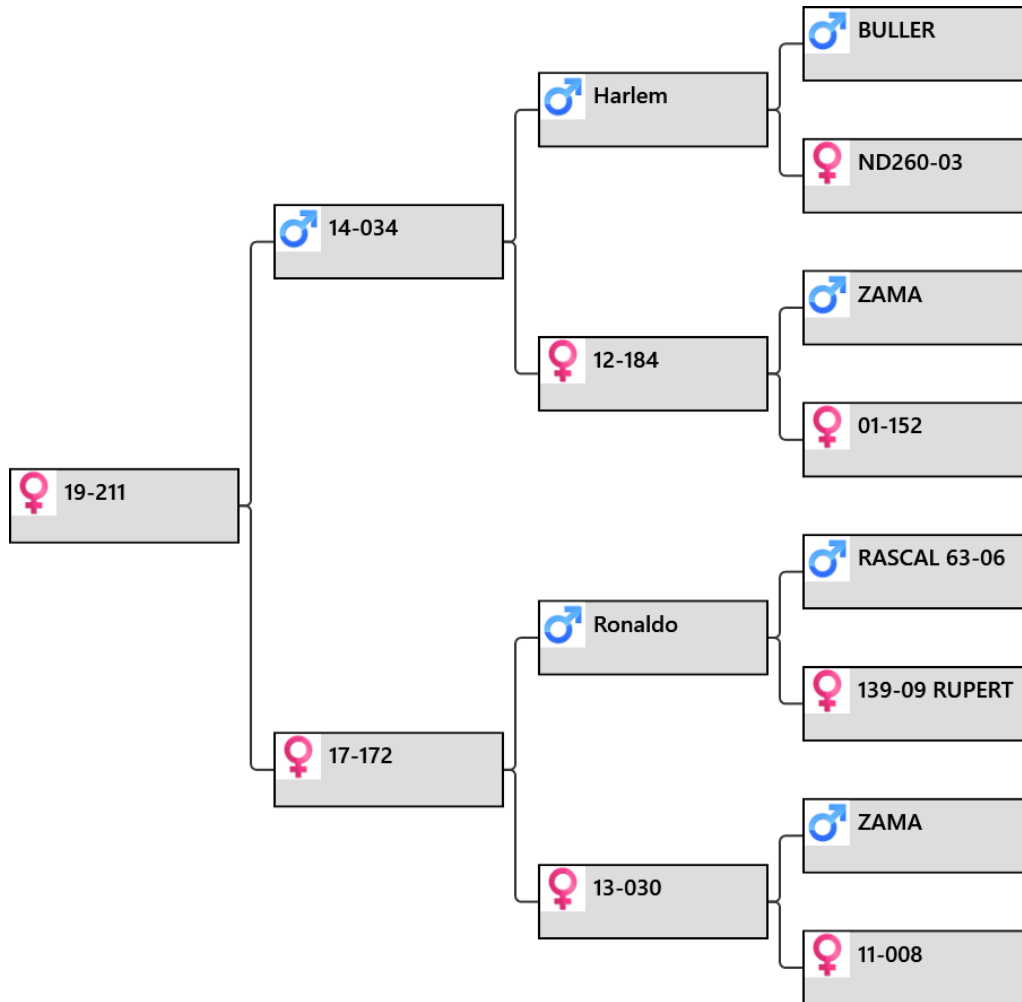 BULLER
Harlem
ND260-03
14-034
ZAMA
12-184
01-152
19-211
RASCAL 63-06
Ronaldo
139-09 RUPERT
17-172
ZAMA
13-030
11-008